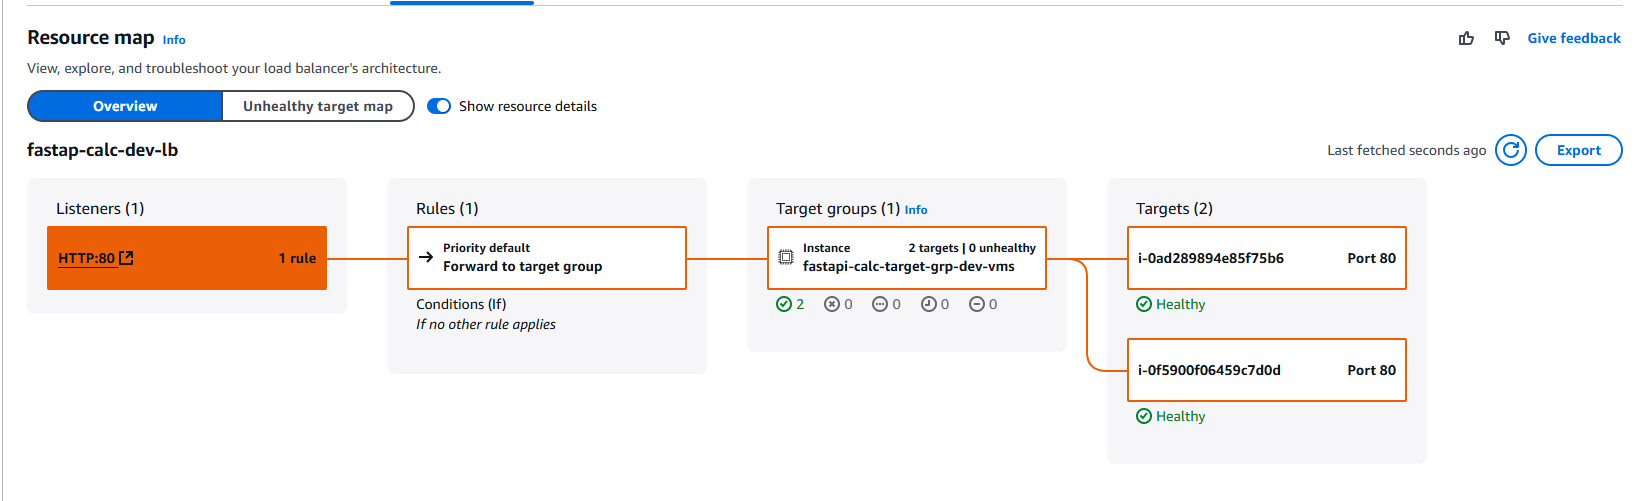 Resource map Info
Give feedback
View, explore, and troubleshoot your load balancer's architecture.
Overview
Unhealthy target map
Show resource details
fastap-calc-dev-lb
Last fetched seconds ago
Export
Listeners (1)
HTTP:80
1 rule
Rules (1)
Priority default
Forward to target group
Conditions (If)
If no other rule applies
Target groups (1) Info
Instance
2 targets | 0 unhealthy
fastapi-calc-target-grp-dev-vms
2
0
0
0
0
Targets (2)
i-0ad289894e85f75b6
Port 80
Healthy
i-0f5900f06459c7d0d
Port 80
Healthy